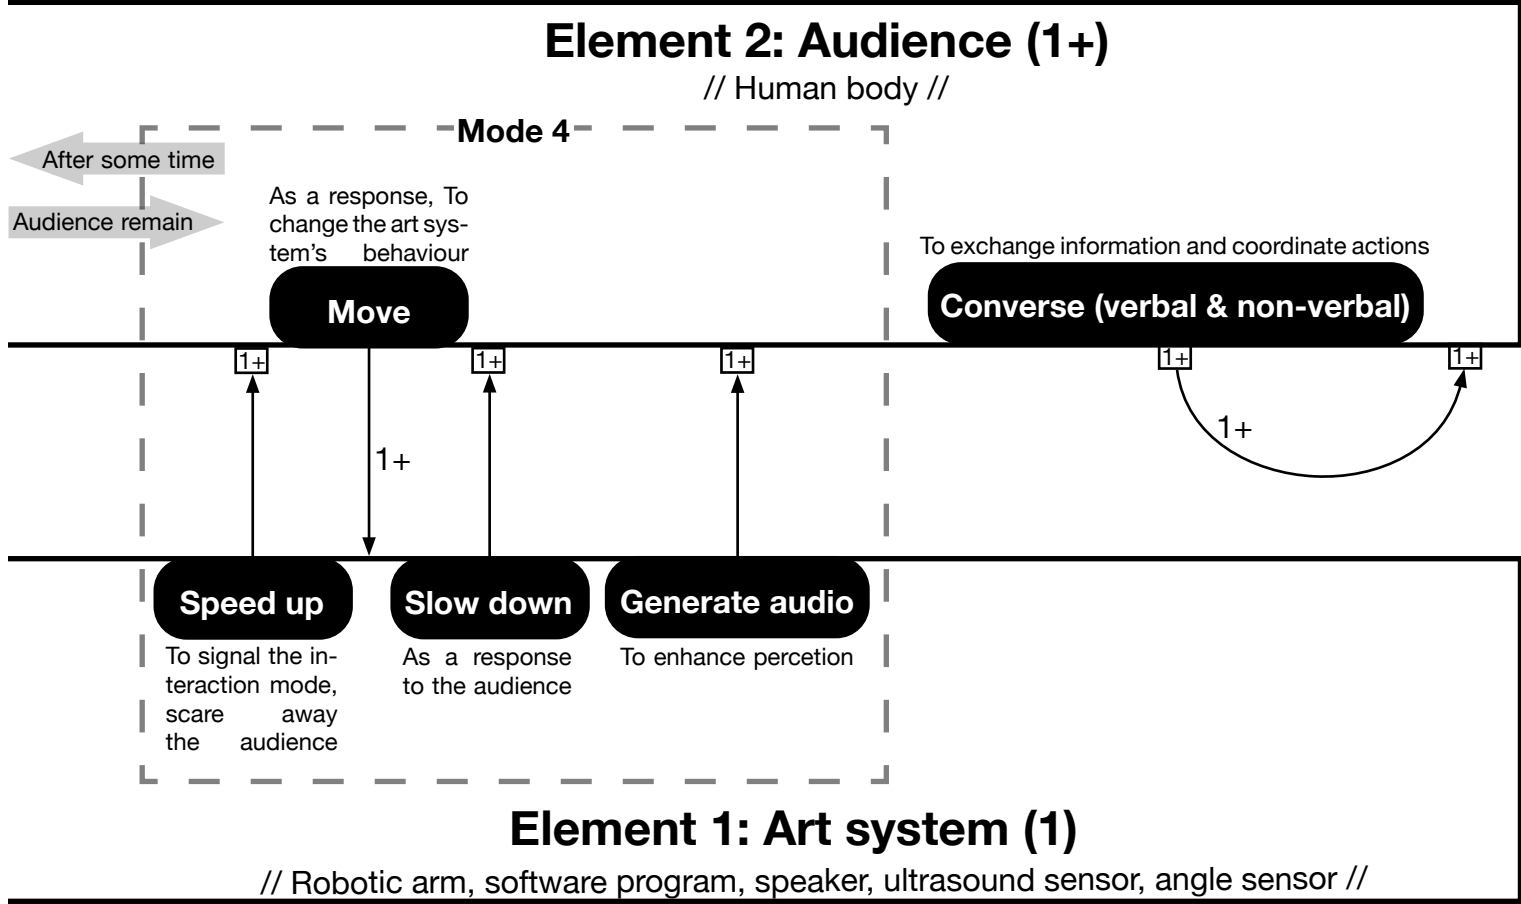 Element 2: Audience (1+)
// Human body //
Mode 4
After some time
Audience remain
As a response, To
change the art sys-
tem's behaviour
Move
To exchange information and coordinate actions
Converse (verbal & non-verbal)
1+
1+
1+
1+
1+
1+
1+
Speed up
To signal the in-
teraction mode,
scare away
the audience
Slow down
As a response
to the audience
Generate audio
To enhance percetion
Element 1: Art system (1)
// Robotic arm, software program, speaker, ultrasound sensor, angle sensor //